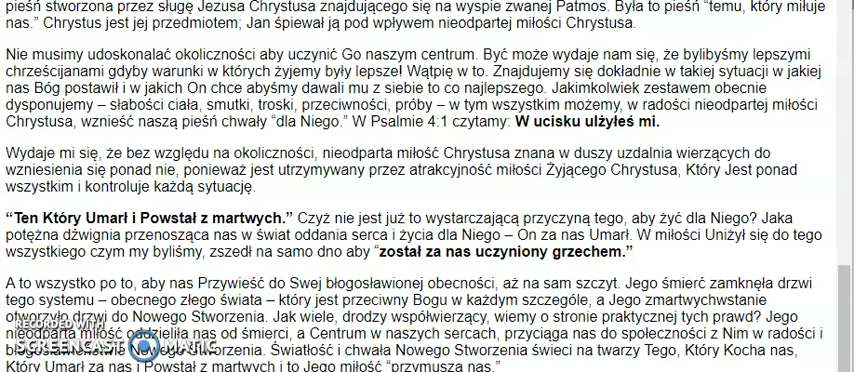 pieśń stworzona przez sługę Jezusa Chrystusa znajdującego się na wyspie zwanej Patmos. Była to pieśń “temu, który miłuje
nas.” Chrystus jest jej przedmiotem; Jan śpiewał ją pod wpływem nieodpartej miłości Chrystusa.
Nie musimy udoskonalać okoliczności aby uczynić Go naszym centrum. Być może wydaje nam się, że bylibyśmy lepszymi
chrześcijanami gdyby warunki w których żyjemy były lepsze! Wątpię w to. Znajdujemy się dokładnie w takiej sytuacji w jakiej
nas Bóg postawił i w jakich On chce abyśmy dawali mu z siebie to co najlepszego. Jakimkolwiek zestawem obecnie
dysponujemy – słabości ciała, smutki, troski, przeciwności, próby – w tym wszystkim możemy, w radości nieodpartej miłości
Chrystusa, wznieść naszą pieśń chwały “dla Niego.” W Psalmie 4:1 czytamy: W ucisku ulżyłeś mi.
Wydaje mi się, że bez względu na okoliczności, nieodparta miłość Chrystusa znana w duszy uzdalnia wierzących do
wzniesienia się ponad nie, ponieważ jest utrzymywany przez atrakcyjność miłości Żyjącego Chrystusa, Który Jest ponad
wszystkim i kontroluje każdą sytuację.
“Ten Który Umarł i Powstał z martwych.” Czyż nie jest już to wystarczającą przyczyną tego, aby żyć dla Niego? Jaka
potężna dźwignia przenosząca nas w świat oddania serca i życia dla Niego – On za nas Umarł. W miłości Uniżył się do tego
wszystkiego czym my byliśmy, zszedł na samo dno aby “został za nas uczyniony grzechem.”
A to wszystko po to, aby nas Przywieść do Swej błogosławionej obecności, aż na sam szczyt. Jego śmierć zamknęła drzwi
tego systemu – obecnego złego świata – który jest przeciwny Bogu w każdym szczególe, a Jego zmartwychwstanie
otworzyło drzwi do Nowego Stworzenia. Jak wiele, drodzy współwierzący, wiemy o stronie praktycznej tych prawd? Jego
nieodparta miłość oddzieliła nas od śmierci, a Centrum w naszych sercach, przyciąga nas do społeczności z Nim w radości i
błogosławieństwie Nowego Stworzenia. Światłość i chwała Nowego Stworzenia świeci na twarzy Tego, Który Kocha nas,
Który Umarł za nas i Powstał z martwych i to Jego miłość “przymusza nas.”
RECORDED WITH
SCREENCAST MATIC